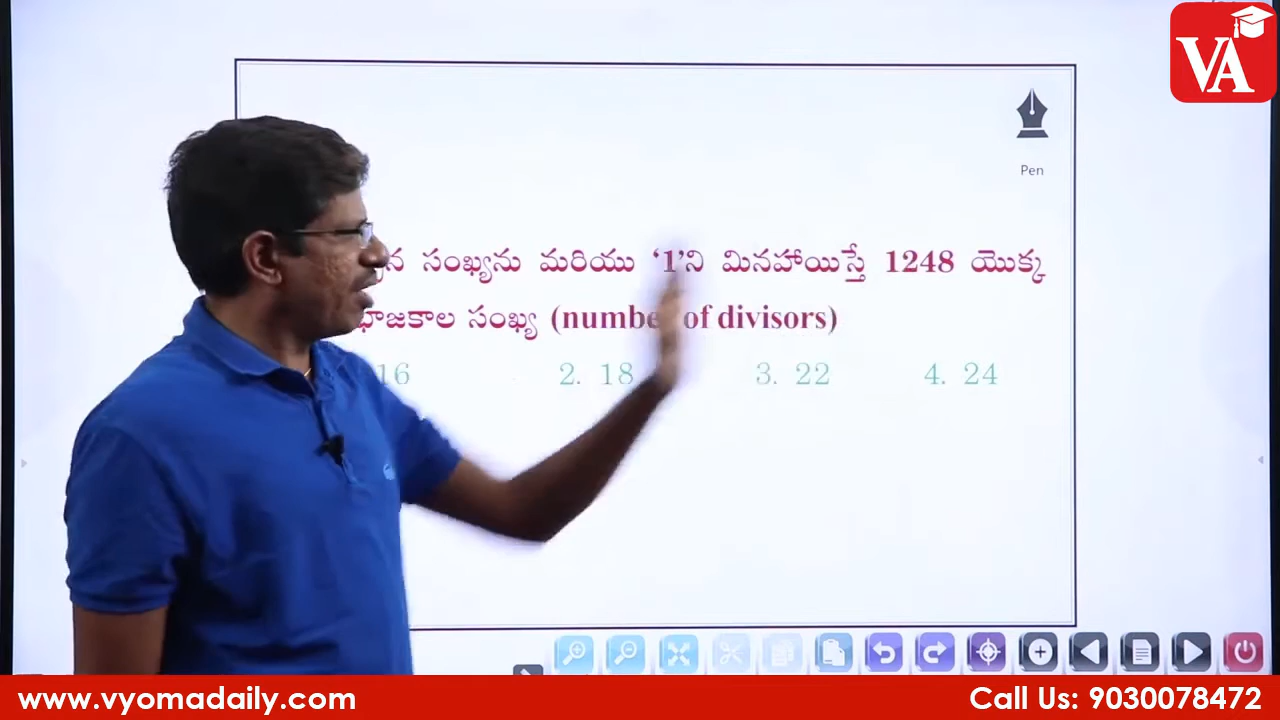 VA
Pen
సంఖ్యను మరియు ‘1’ని మినహాయిస్తే 1248 యొక్క
సంఖ్య (number of divisors)
16 2. 18 3. 22 4. 24
www.vyomadaily.com Call Us: 9030078472